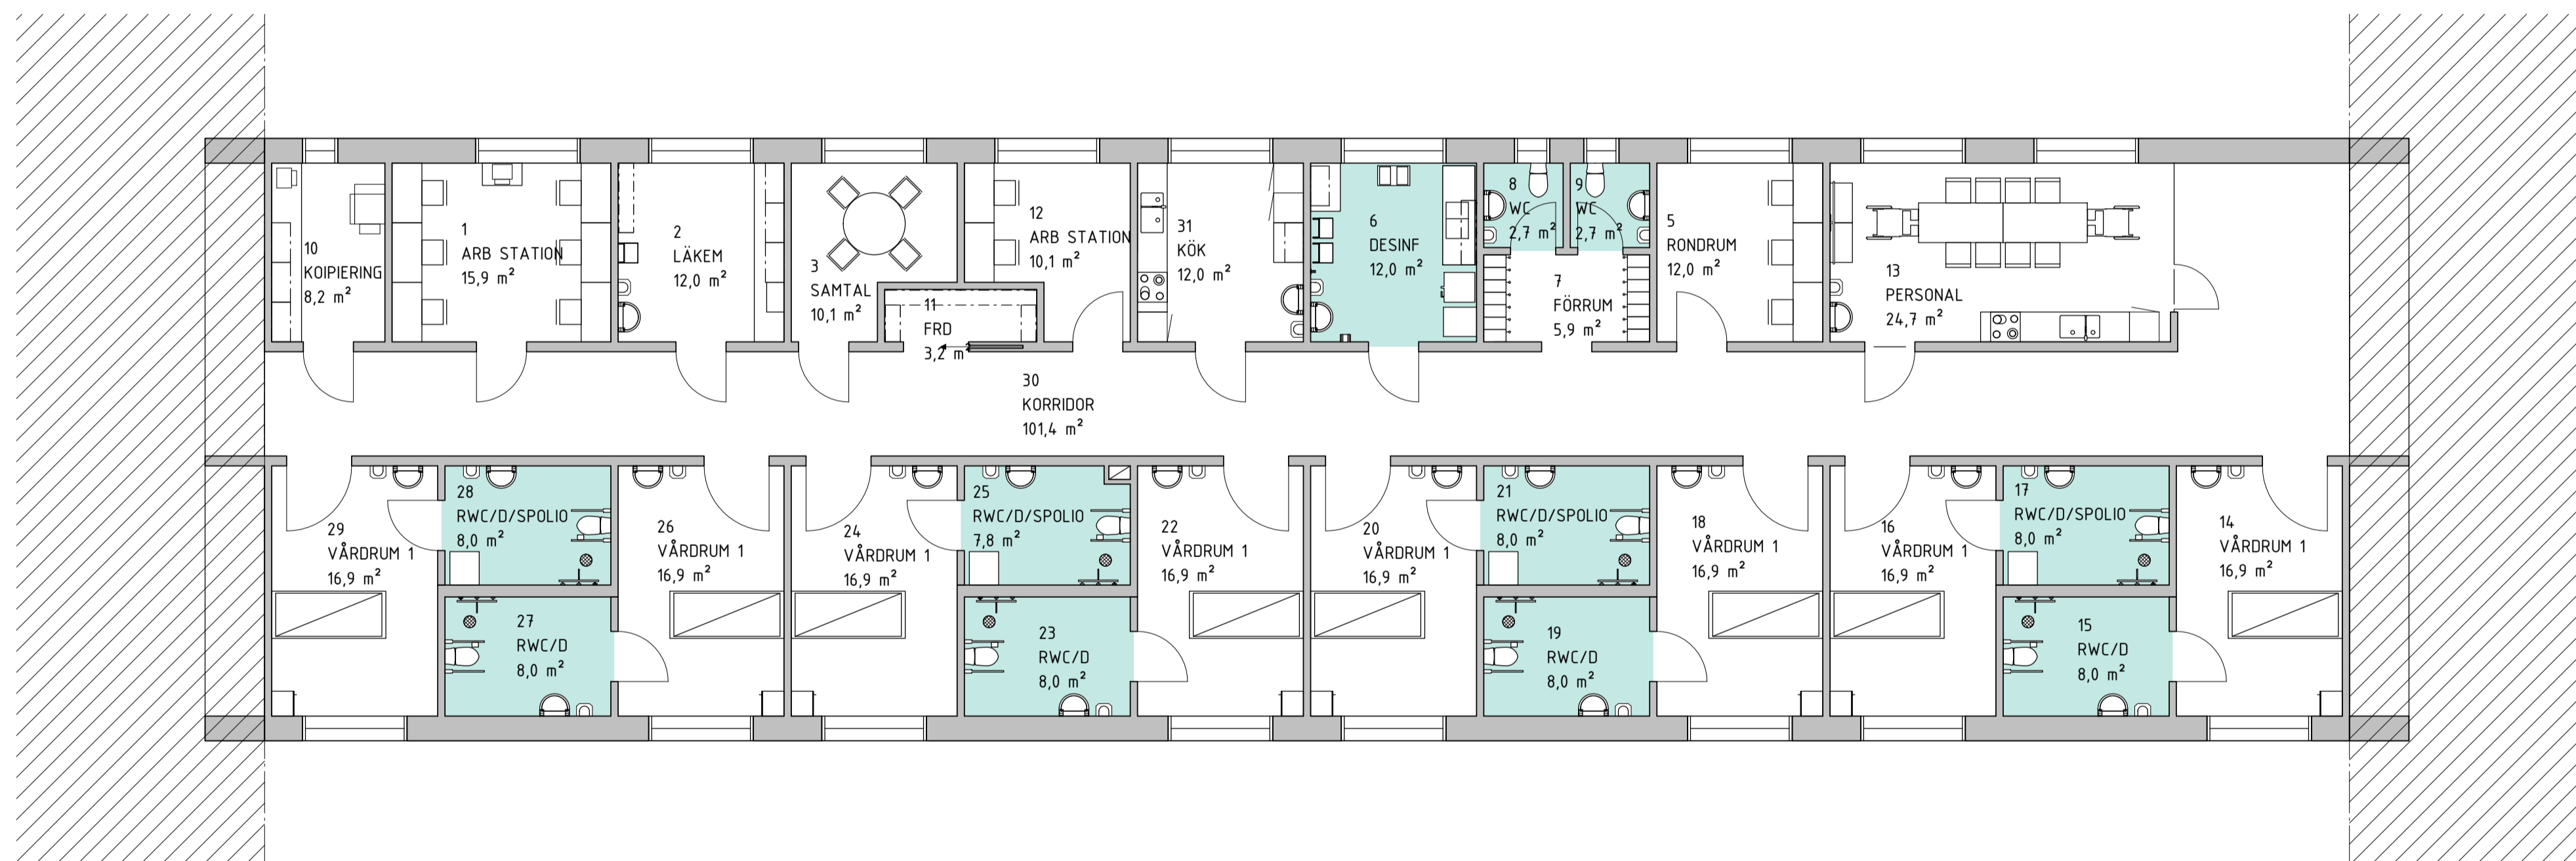 10
KOIPIERING
8,2 m²
1
ARB STATION
15,9 m²
2
LÄKEM
12,0 m²
3
SAMTAL
10,1 m²
11
FRD
3,2 m²
12
ARB STATION
10,1 m²
31
KÖK
12,0 m²
6
DESINF
12,0 m²
8
WC
2,7 m²
9
WC
2,7 m²
7
FÖRRUM
5,9 m²
5
RONDRUM
12,0 m²
13
PERSONAL
24,7 m²
30
KORRIDOR
101,4 m²
29
VÅRDRUM 1
16,9 m²
28
RWC/D/SPOLIO
8,0 m²
27
RWC/D
8,0 m²
26
VÅRDRUM 1
16,9 m²
24
VÅRDRUM 1
16,9 m²
25
RWC/D/SPOLIO
7,8 m²
23
RWC/D
8,0 m²
22
VÅRDRUM 1
16,9 m²
20
VÅRDRUM 1
16,9 m²
21
RWC/D/SPOLIO
8,0 m²
19
RWC/D
8,0 m²
18
VÅRDRUM 1
16,9 m²
16
VÅRDRUM 1
16,9 m²
17
RWC/D/SPOLIO
8,0 m²
15
RWC/D
8,0 m²
14
VÅRDRUM 1
16,9 m²